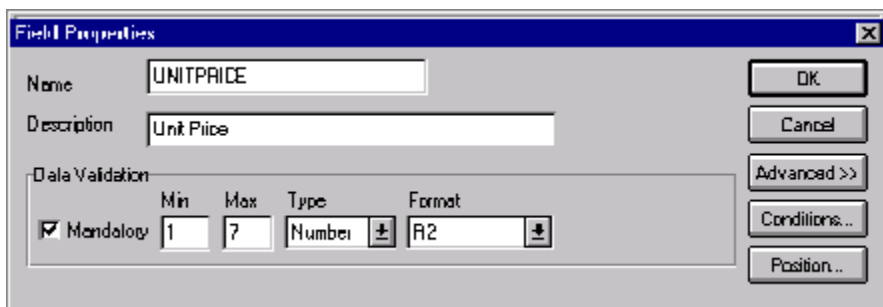 Field Properties
Name UNITPRICE OK
Description Unit Price Cancel
Data Validation Advanced >>
Min Max Type Format
Mandatory 1 7 Number R2 Conditions...
Position...